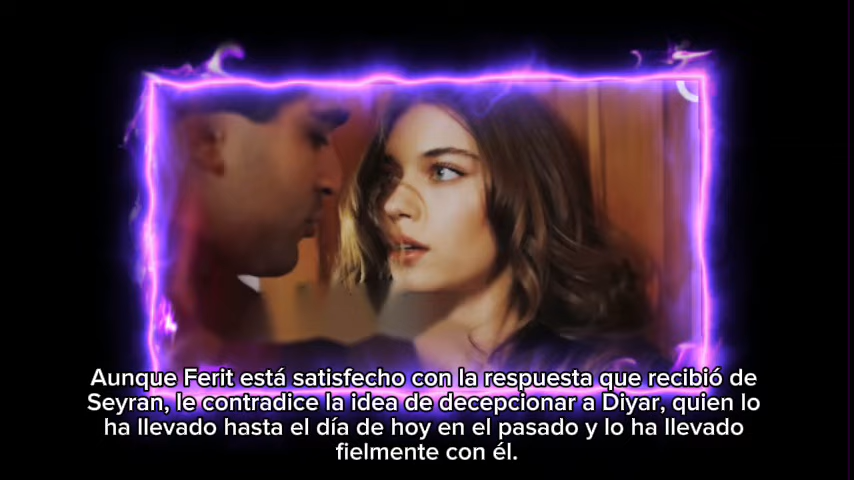 Aunque Ferit está satisfecho con la respuesta que recibió de
Seyran, le contradice la idea de decepcionar a Diyar, quien lo
ha llevado hasta el día de hoy en el pasado y lo ha llevado
fielmente con él.